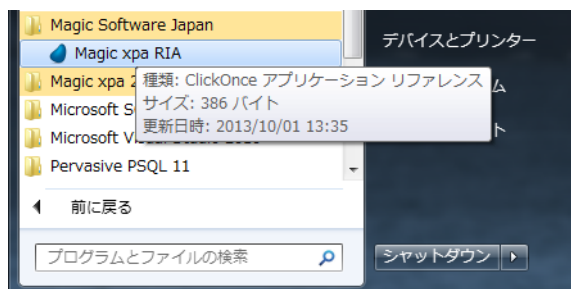 Magic Software Japan
Magic xpa RIA
Magic xpa 2
Microsoft S
Microsoft V
Pervasive PSQL 11
種類: ClickOnce アプリケーション リファレンス
サイズ: 386 バイト
更新日時: 2013/10/01 13:35
前に戻る
プログラムとファイルの検索
デバイスとプリンター
ム
ト
シャットダウン